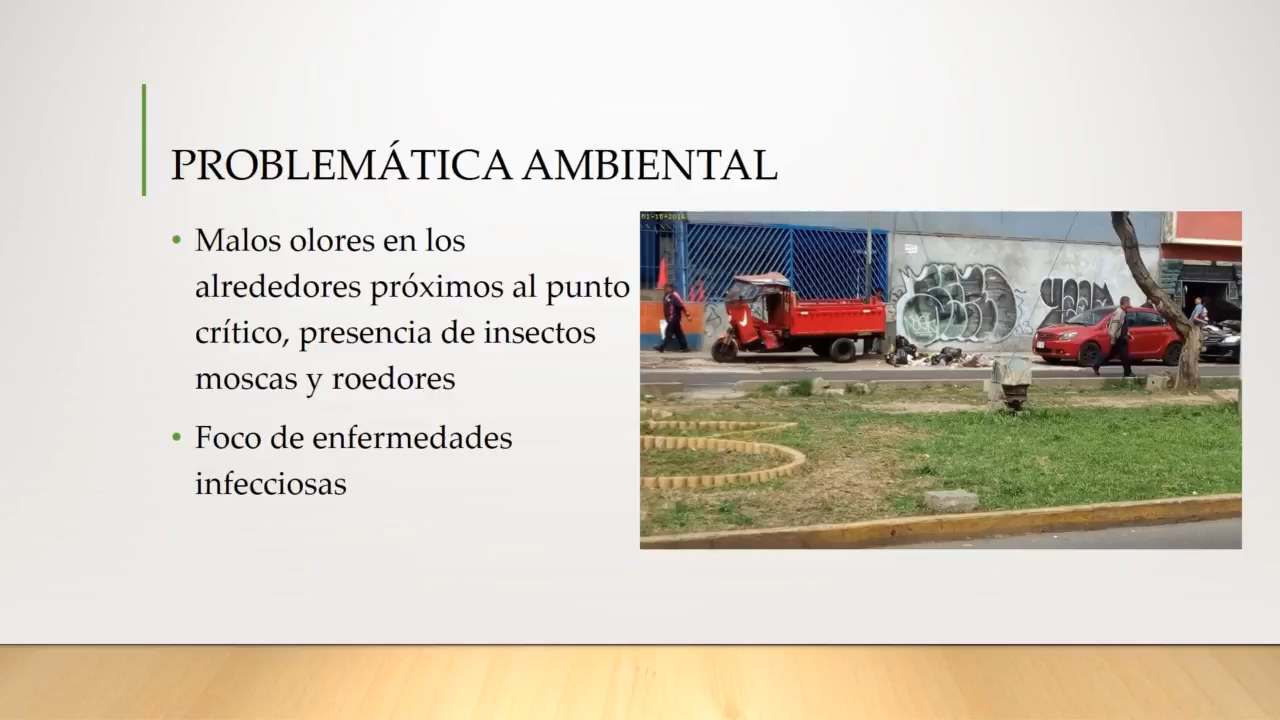 PROBLEMÁTICA AMBIENTAL
• Malos olores en los
alrededores próximos al punto
crítico, presencia de insectos
moscas y roedores
• Foco de enfermedades
infecciosas